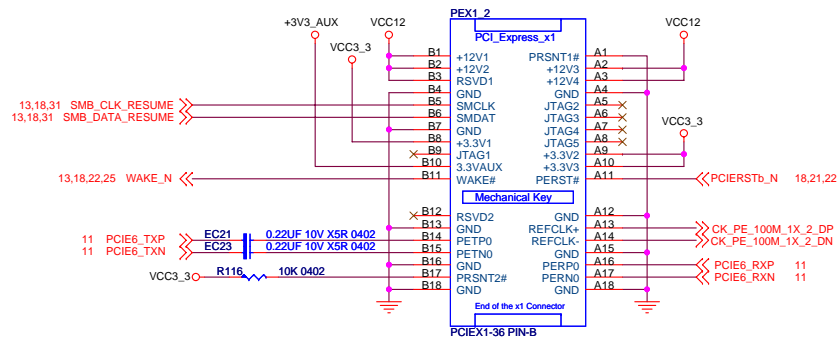 PEX1_2
+3V3_AUX
VCC12
VCC12
VCC3_3
PCI_Express_x1
B1 +12V1 PRSNT1# A1
B2 +12V2 +12V3 A2
B3 RSVD1 +12V4 A3
B4 GND GND A4
13,18,31 SMB_CLK_RESUME B5 SMCLK JTAG2 A5
13,18,31 SMB_DATA_RESUME B6 SMDAT JTAG3 A6
B7 GND JTAG4 A7
VCC3_3
B8 +3.3V1 JTAG5 A8
B9 JTAG1 +3.3V2 A9
B10 3.3VAUX +3.3V3 A10
13,18,22,25 WAKE_N B11 WAKE# PERST# A11 PCIERSTb_N 18,21,22
Mechanical Key
B12 RSVD2 GND A12
B13 GND REFCLK+ A13 CK_PE_100M_1X_2_DP
11 PCIE6_TXP EC21 0.22UF 10V X5R 0402 B14 PETP0 REFCLK- A14 CK_PE_100M_1X_2_DN
11 PCIE6_TXN EC23 0.22UF 10V X5R 0402 B15 PETN0 GND A15
B16 GND PERP0 A16 PCIE6_RXP 11
VCC3_3 R116 10K 0402 B17 PRSNT2# PERN0 A17 PCIE6_RXN 11
B18 GND GND A18
End of the x1 Connector
PCIEX1-36 PIN-B